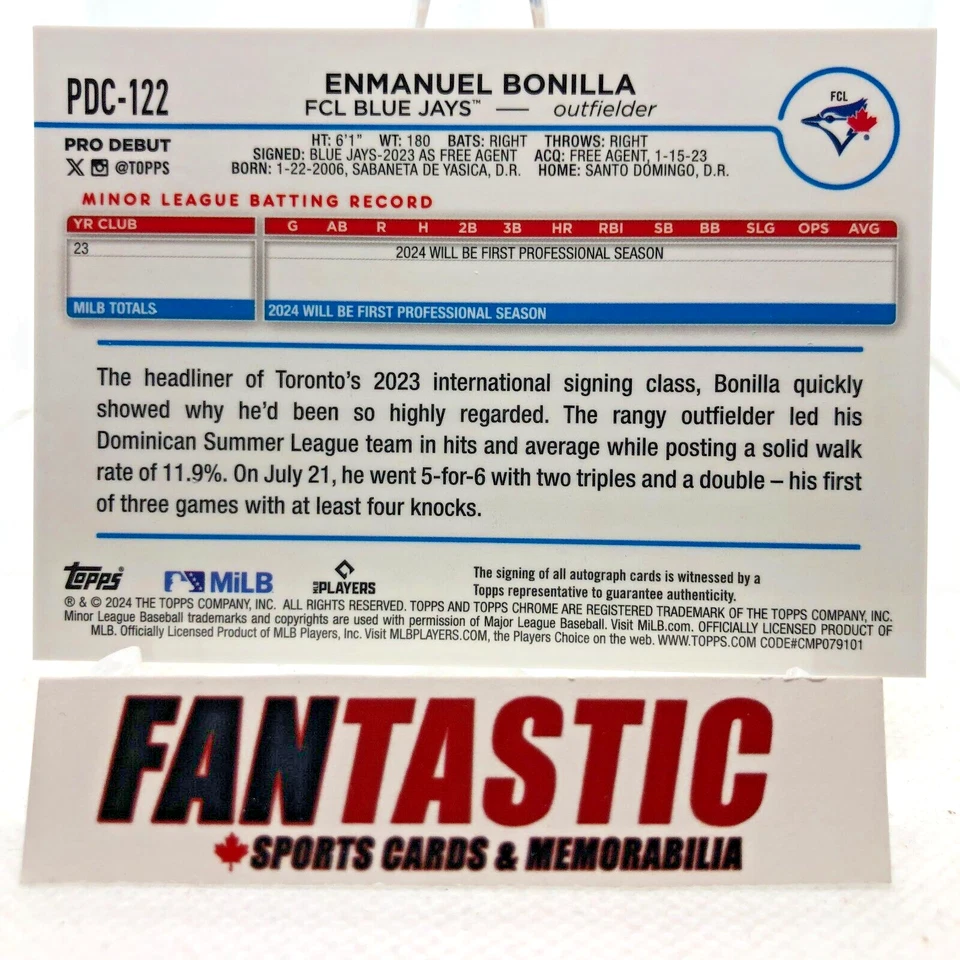 PDC-122
ENMANUEL BONILLA
FCL BLUE JAYS™ — outfielder
FCL
PRO DEBUT
@TOPPS
HT: 6'1" WT: 180 BATS: RIGHT THROWS: RIGHT
SIGNED: BLUE JAYS-2023 AS FREE AGENT ACQ: FREE AGENT, 1-15-23
BORN: 1-22-2006, SABANETA DE YASICA, D.R. HOME: SANTO DOMINGO, D.R.
MINOR LEAGUE BATTING RECORD
YR CLUB G AB R H 2B 3B HR RBI SB BB SLG OPS AVG
23 2024 WILL BE FIRST PROFESSIONAL SEASON
MILB TOTALS 2024 WILL BE FIRST PROFESSIONAL SEASON
The headliner of Toronto's 2023 international signing class, Bonilla quickly
showed why he'd been so highly regarded. The rangy outfielder led his
Dominican Summer League team in hits and average while posting a solid walk
rate of 11.9%. On July 21, he went 5-for-6 with two triples and a double – his first
of three games with at least four knocks.
Topps MiLB MLB PLAYERS
The signing of all autograph cards is witnessed by a
Topps representative to guarantee authenticity.
® & © 2024 THE TOPPS COMPANY, INC. ALL RIGHTS RESERVED. TOPPS AND TOPPS CHROME ARE REGISTERED TRADEMARK OF THE TOPPS COMPANY, INC.
Minor League Baseball trademarks and copyrights are used with permission of Major League Baseball. Visit MiLB.com. OFFICIALLY LICENSED PRODUCT OF
MLB. Officially Licensed Product of MLB Players, Inc. Visit MLBPLAYERS.COM, the Players Choice on the web. WWW.TOPPS.COM CODE#CMP079101
FANTASTIC
SPORTS CARDS & MEMORABILIA